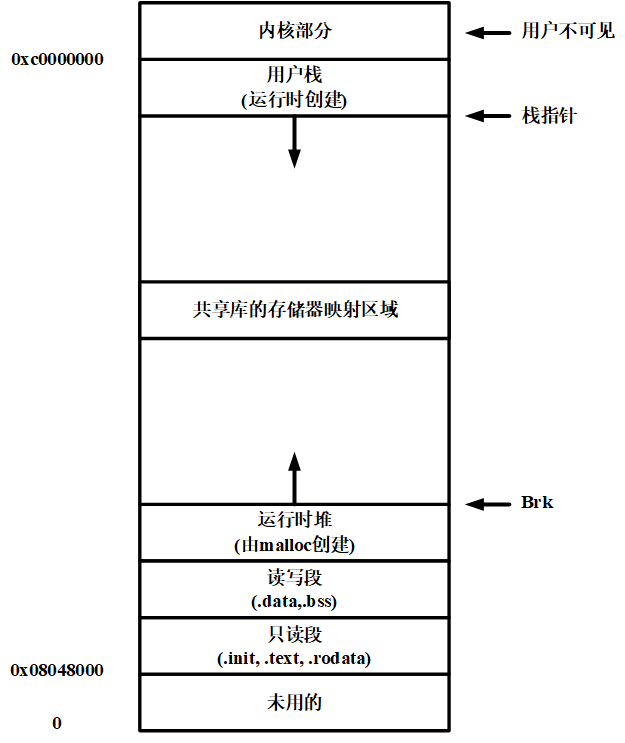 内核部分
用户不可见
0xc0000000
用户栈
(运行时创建)
栈指针
共享库的存储器映射区域
Brk
运行时堆
(由malloc创建)
读写段
(.data,.bss)
只读段
(.init, .text, .rodata)
0x08048000
未用的
0